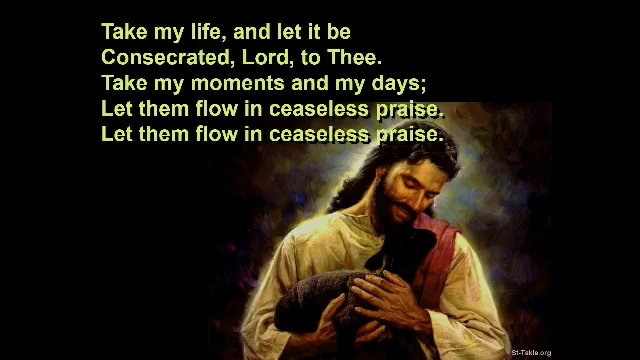 Take my life, and let it be
Consecrated, Lord, to Thee.
Take my moments and my days;
Let them flow in ceaseless praise.
Let them flow in ceaseless praise.
St-Takla.org